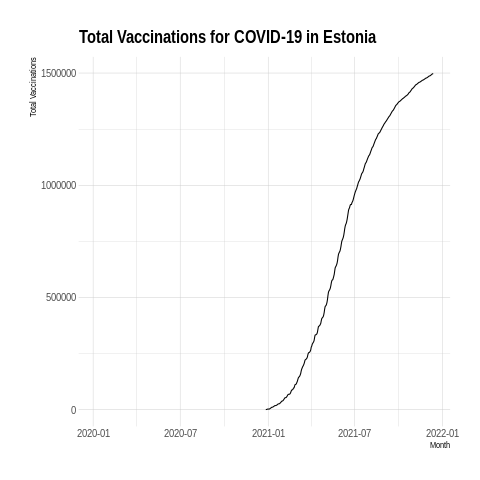 Total Vaccinations for COVID-19 in Estonia
Total Vaccinations
1500000
1000000
500000
0
2020-01 2020-07 2021-01 2021-07 2022-01
Month